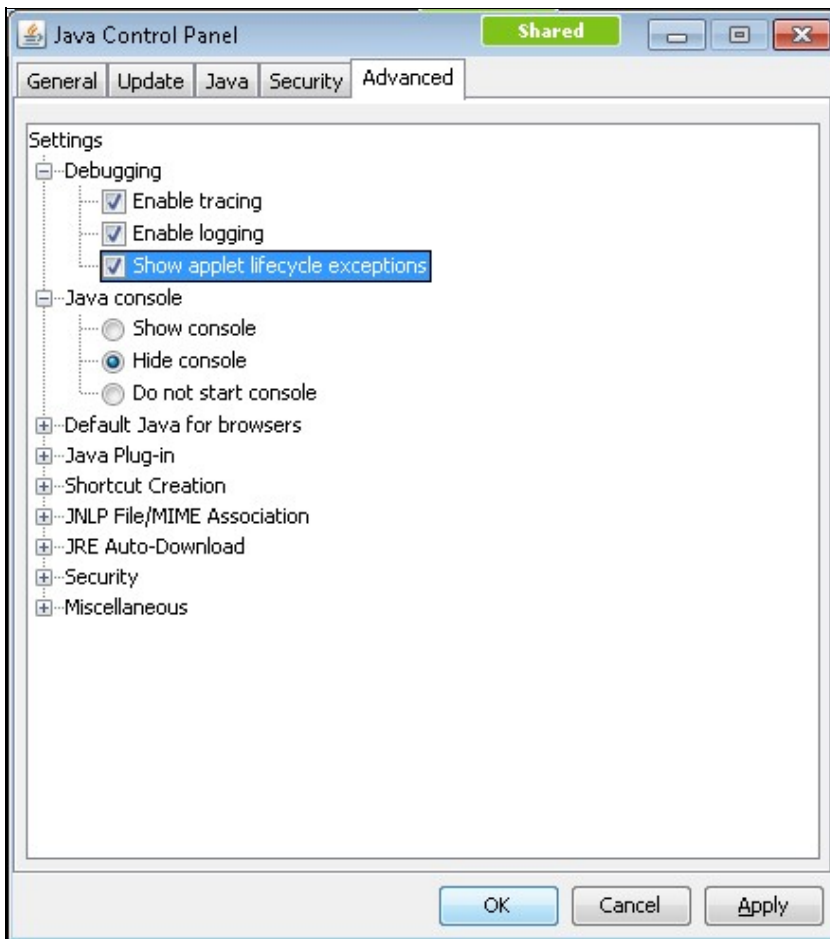 Java Control Panel
Shared
General Update Java Security Advanced
Settings
Debugging
Enable tracing
Enable logging
Show applet lifecycle exceptions
Java console
Show console
Hide console
Do not start console
Default Java for browsers
Java Plug-in
Shortcut Creation
JNLP File/MIME Association
JRE Auto-Download
Security
Miscellaneous
OK Cancel Apply